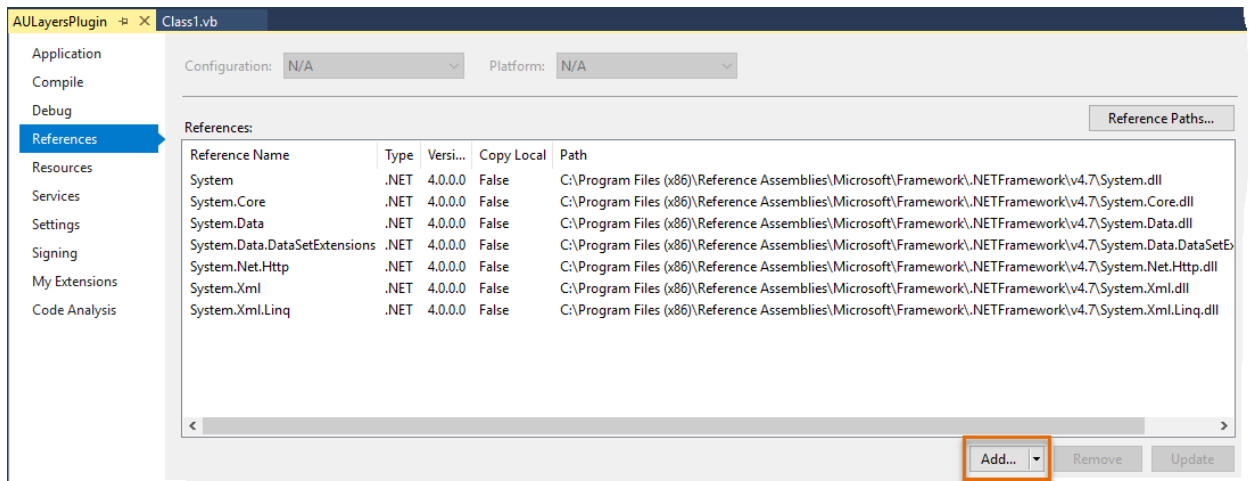 AULayersPlugin Class1.vb
Application
Compile
Debug
References
Resources
Services
Settings
Signing
My Extensions
Code Analysis
Configuration: N/A Platform: N/A
Reference Paths...
References:
Reference Name Type Versi... Copy Local Path
System .NET 4.0.0.0 False C:\Program Files (x86)\Reference Assemblies\Microsoft\Framework\.NETFramework\v4.7\System.dll
System.Core .NET 4.0.0.0 False C:\Program Files (x86)\Reference Assemblies\Microsoft\Framework\.NETFramework\v4.7\System.Core.dll
System.Data .NET 4.0.0.0 False C:\Program Files (x86)\Reference Assemblies\Microsoft\Framework\.NETFramework\v4.7\System.Data.dll
System.Data.DataSetExtensions .NET 4.0.0.0 False C:\Program Files (x86)\Reference Assemblies\Microsoft\Framework\.NETFramework\v4.7\System.Data.DataSetEx
System.Net.Http .NET 4.0.0.0 False C:\Program Files (x86)\Reference Assemblies\Microsoft\Framework\.NETFramework\v4.7\System.Net.Http.dll
System.Xml .NET 4.0.0.0 False C:\Program Files (x86)\Reference Assemblies\Microsoft\Framework\.NETFramework\v4.7\System.Xml.dll
System.Xml.Linq .NET 4.0.0.0 False C:\Program Files (x86)\Reference Assemblies\Microsoft\Framework\.NETFramework\v4.7\System.Xml.Linq.dll
Add... Remove Update